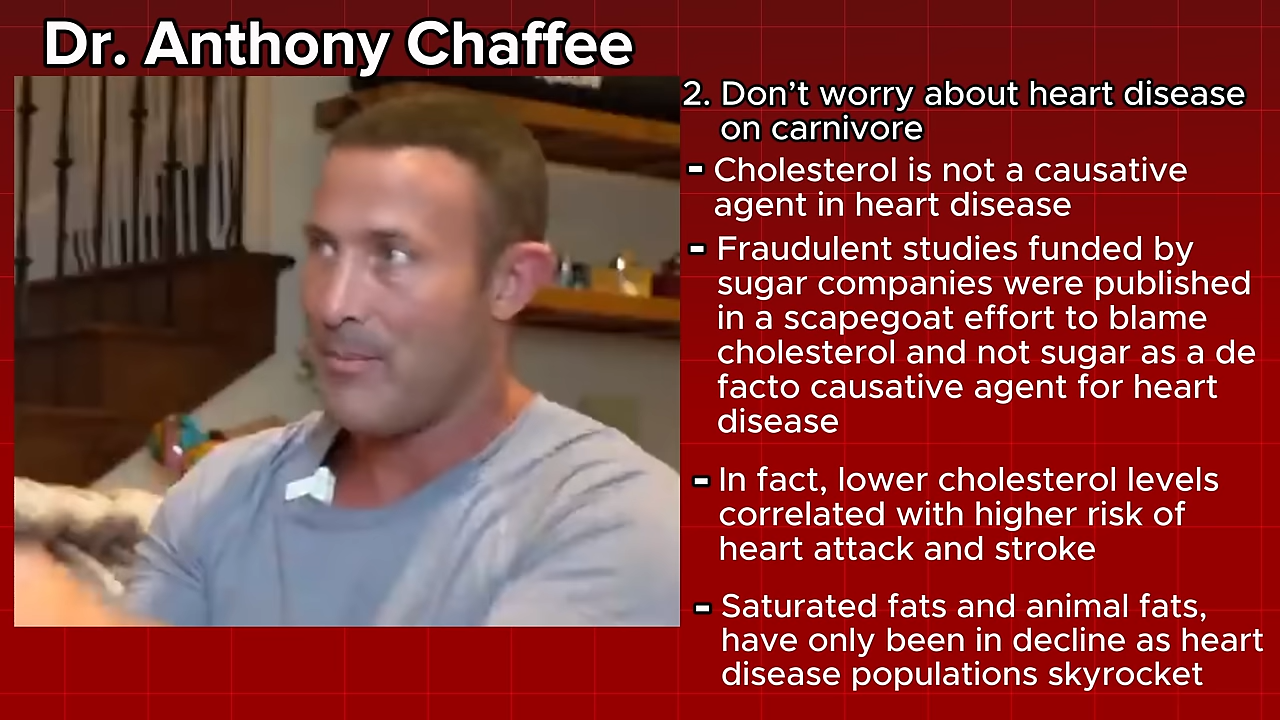 Dr. Anthony Chaffee
2. Don’t worry about heart disease
on carnivore
- Cholesterol is not a causative
agent in heart disease
- Fraudulent studies funded by
sugar companies were published
in a scapegoat effort to blame
cholesterol and not sugar as a de
facto causative agent for heart
disease
- In fact, lower cholesterol levels
correlated with higher risk of
heart attack and stroke
- Saturated fats and animal fats,
have only been in decline as heart
disease populations skyrocket